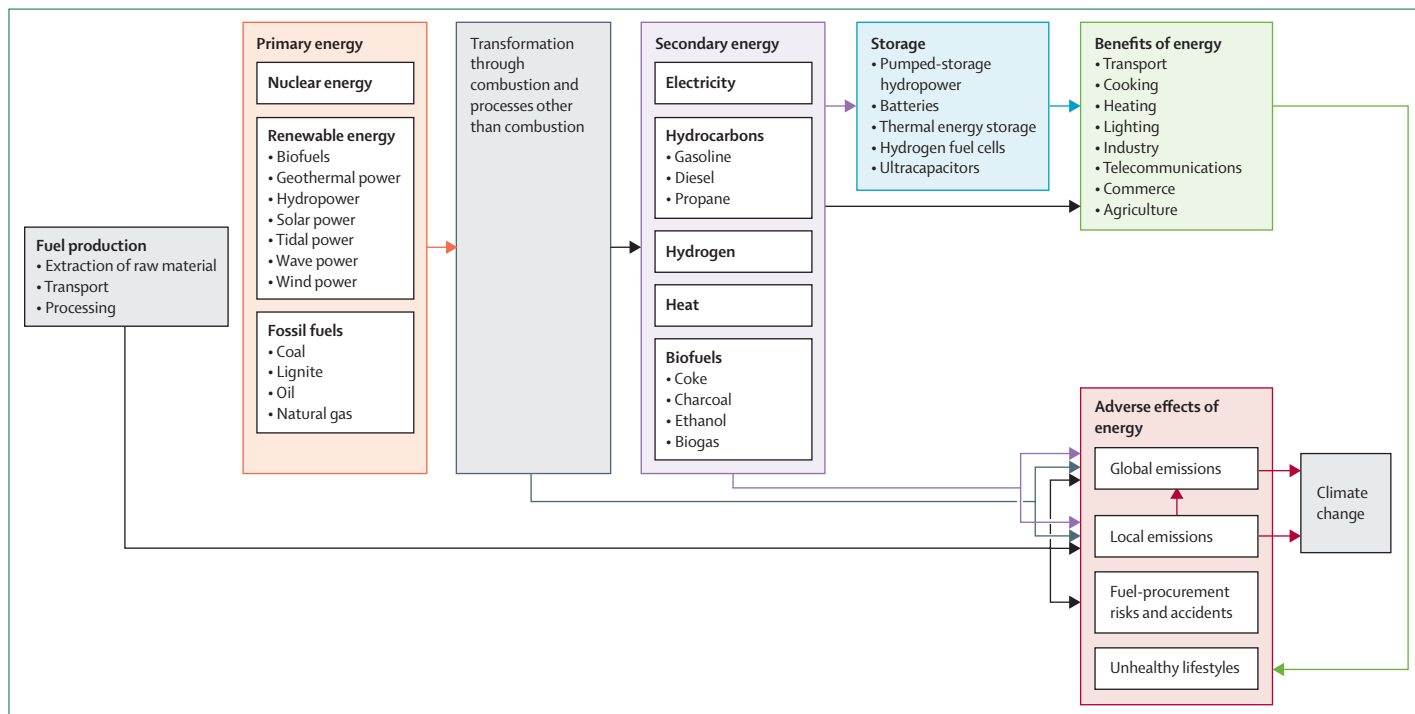 Fuel production
• Extraction of raw material
• Transport
• Processing
Primary energy
Nuclear energy
Renewable energy
• Biofuels
• Geothermal power
• Hydropower
• Solar power
• Tidal power
• Wave power
• Wind power
Fossil fuels
• Coal
• Lignite
• Oil
• Natural gas
Transformation
through
combustion and
processes other
than combustion
Secondary energy
Electricity
Hydrocarbons
• Gasoline
• Diesel
• Propane
Hydrogen
Heat
Biofuels
• Coke
• Charcoal
• Ethanol
• Biogas
Storage
• Pumped-storage
hydropower
• Batteries
• Thermal energy storage
• Hydrogen fuel cells
• Ultracapacitors
Benefits of energy
• Transport
• Cooking
• Heating
• Lighting
• Industry
• Telecommunications
• Commerce
• Agriculture
Adverse effects of
energy
Global emissions
Local emissions
Fuel-procurement
risks and accidents
Unhealthy lifestyles
Climate
change